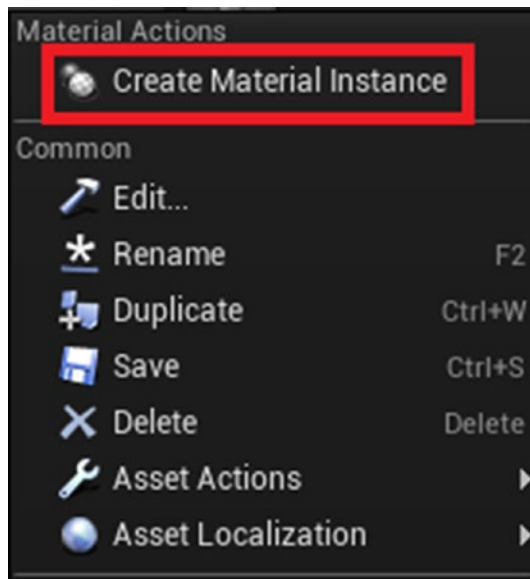 Material Actions
Create Material Instance
Common
Edit...
Rename F2
Duplicate Ctrl+W
Save Ctrl+S
Delete Delete
Asset Actions
Asset Localization